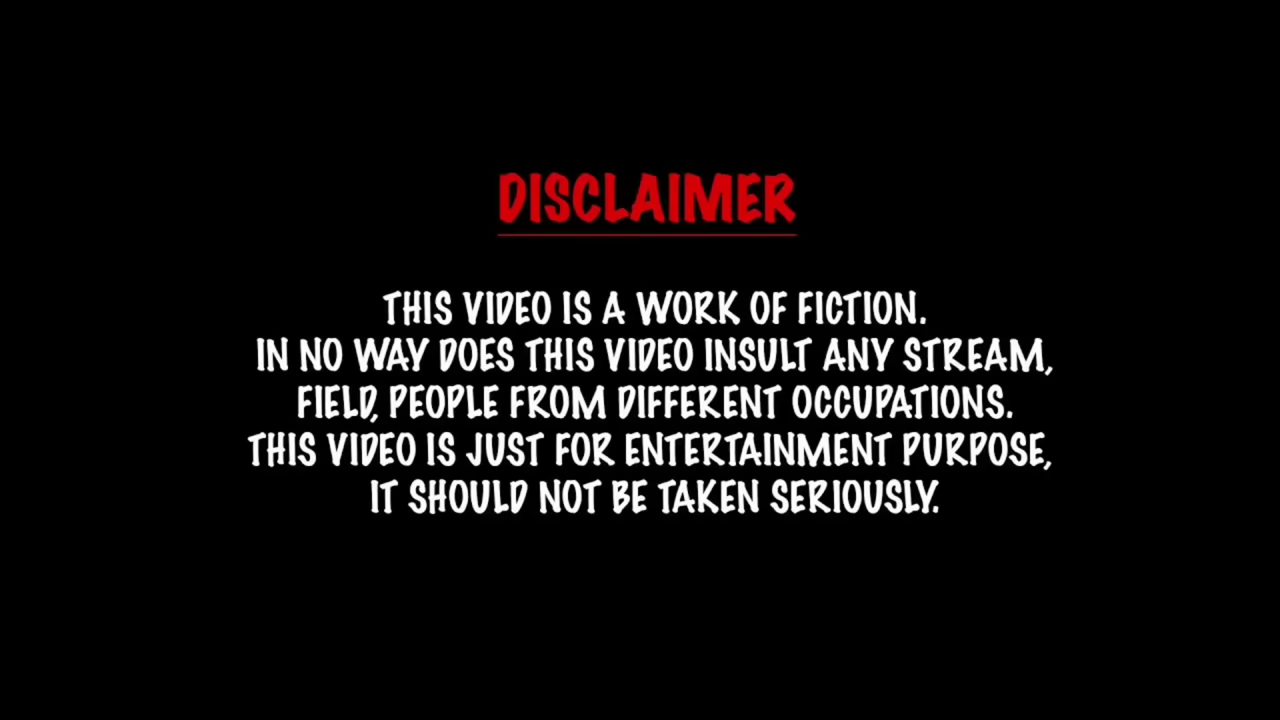 DISCLAIMER
THIS VIDEO IS A WORK OF FICTION.
IN NO WAY DOES THIS VIDEO INSULT ANY STREAM,
FIELD, PEOPLE FROM DIFFERENT OCCUPATIONS.
THIS VIDEO IS JUST FOR ENTERTAINMENT PURPOSE,
IT SHOULD NOT BE TAKEN SERIOUSLY.